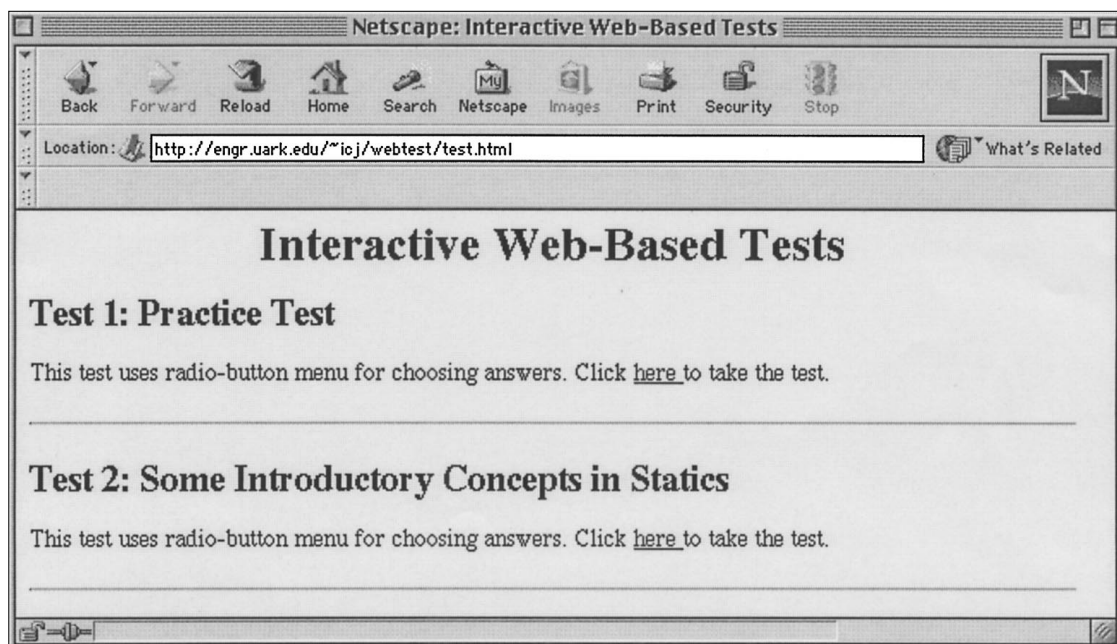 Netscape: Interactive Web-Based Tests
Back Forward Reload Home Search Netscape Images Print Security Stop
My
N
Location: http://engr.uark.edu/~icj/webtest/test.html What's Related
Interactive Web-Based Tests
Test 1: Practice Test
This test uses radio-button menu for choosing answers. Click here to take the test.
Test 2: Some Introductory Concepts in Statics
This test uses radio-button menu for choosing answers. Click here to take the test.